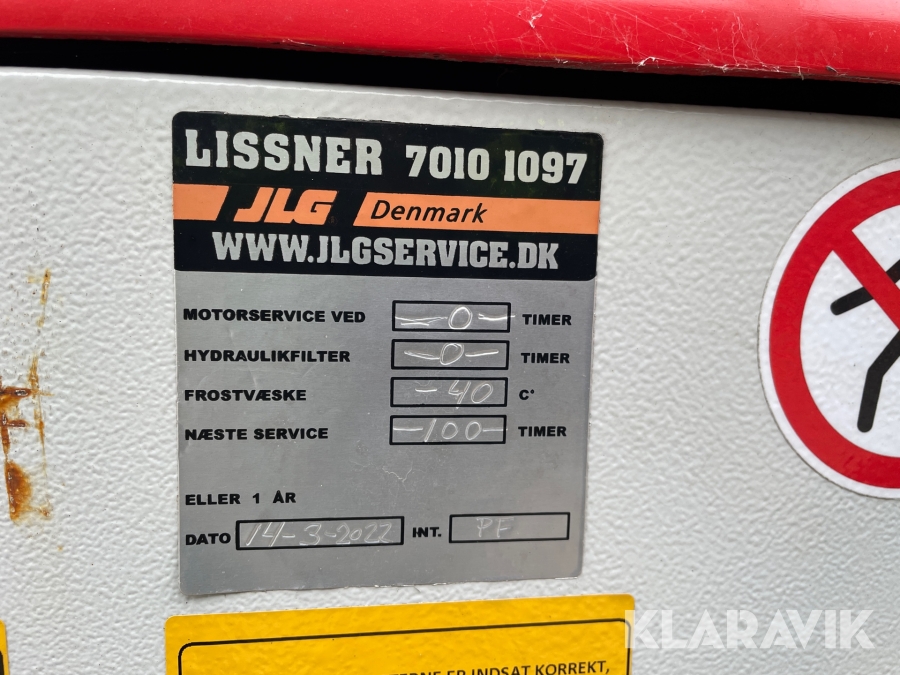 LISSNER 7010 1097
JLG Denmark
WWW.JLGSERVICE.DK
MOTORSERVICE VED -0- TIMER
HYDRAULIKFILTER -0- TIMER
FROSTVÆSKE -40 C°
NÆSTE SERVICE -100- TIMER
ELLER 1 ÅR
DATO 14-3-2022 INT. PF
ERNE ER INDSAT KORREKT,
KLARAVIK